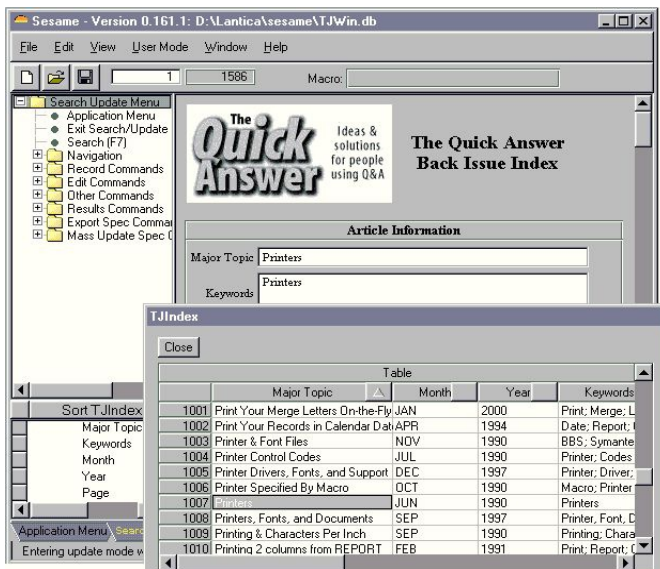 Sesame - Version 0.161.1: D:\Lantica\sesame\TJWin.db
File Edit View User Mode Window Help
1 1586 Macro:
Search Update Menu
Application Menu
Exit Search/Update
Search (F7)
Navigation
Record Commands
Edit Commands
Other Commands
Results Commands
Export Spec Comma
Mass Update Spec
The Quick Answer
Ideas &
solutions
for people
using Q&A
The Quick Answer
Back Issue Index
Article Information
Major Topic Printers
Keywords Printers
Sort TJIndex
Major Topic
Keywords
Month
Year
Page
Application Menu Searc
Entering update mode w
TJIndex
Close
Table
Major Topic Month Year Keywords
1001 Print Your Merge Letters On-the-Fly JAN 2000 Print; Merge; L
1002 Print Your Records in Calendar Dat APR 1994 Date; Report;
1003 Printer & Font Files NOV 1990 BBS; Symante
1004 Printer Control Codes JUL 1990 Printer; Codes
1005 Printer Drivers, Fonts, and Support DEC 1997 Printer; Driver;
1006 Printer Specified By Macro OCT 1990 Macro; Printer
1007 Printers JUN 1990 Printers
1008 Printers, Fonts, and Documents SEP 1997 Printer, Font, D
1009 Printing & Characters Per Inch SEP 1990 Printing; Chara
1010 Printing 2 columns from REPORT FEB 1991 Print; Report;